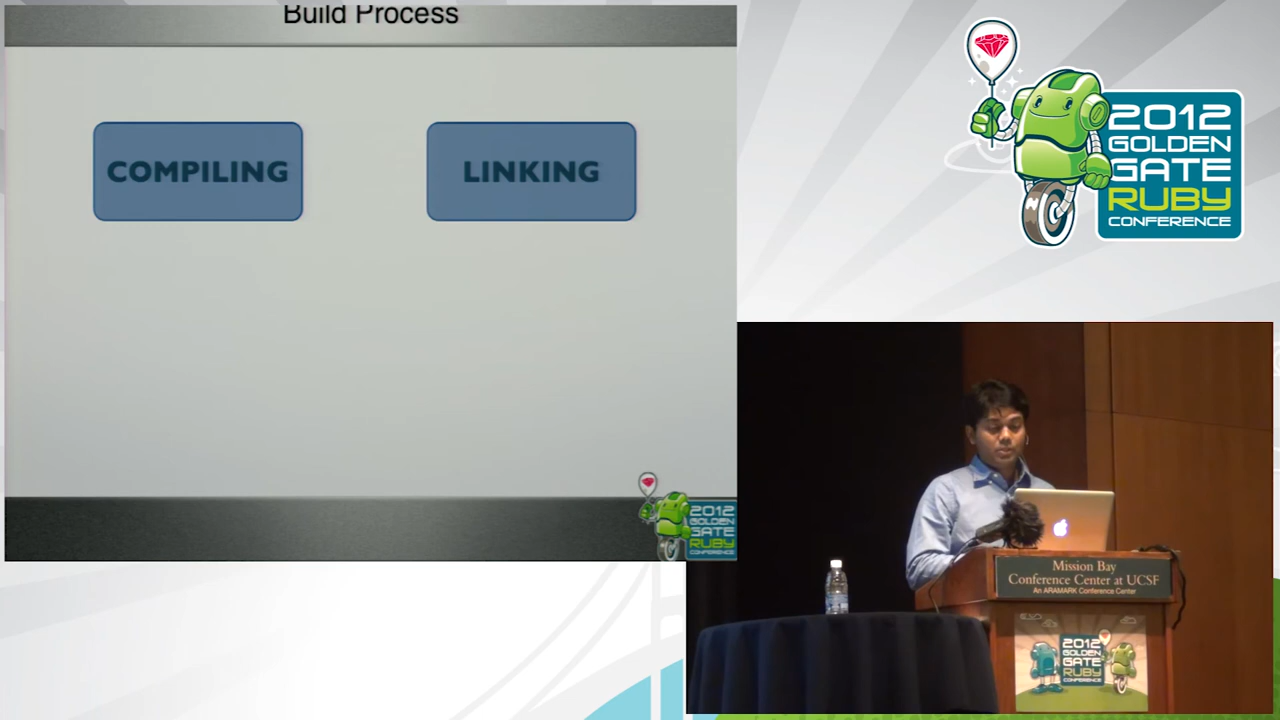 Build Process
COMPILING
LINKING
2012
GOLDEN
GATE
RUBY
CONFERENCE
2012
GOLDEN
GATE
RUBY
CONFERENCE
Mission Bay
Conference Center at UCSF
An ARAMARK Conference Center
2012
GOLDEN
GATE
RUBY
CONFERENCE